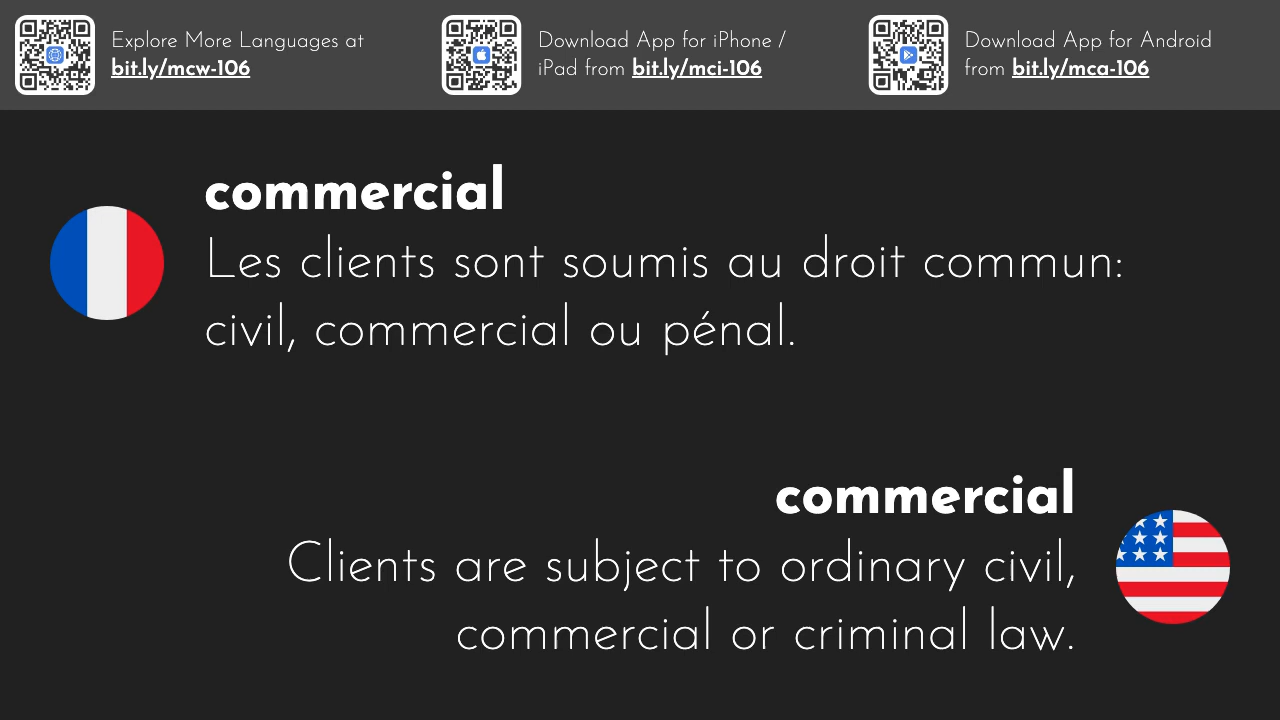 Explore More Languages at
bit.ly/mcw-106
Download App for iPhone /
iPad from bit.ly/mci-106
Download App for Android
from bit.ly/mca-106
commercial
Les clients sont soumis au droit commun:
civil, commercial ou pénal.
commercial
Clients are subject to ordinary civil,
commercial or criminal law.